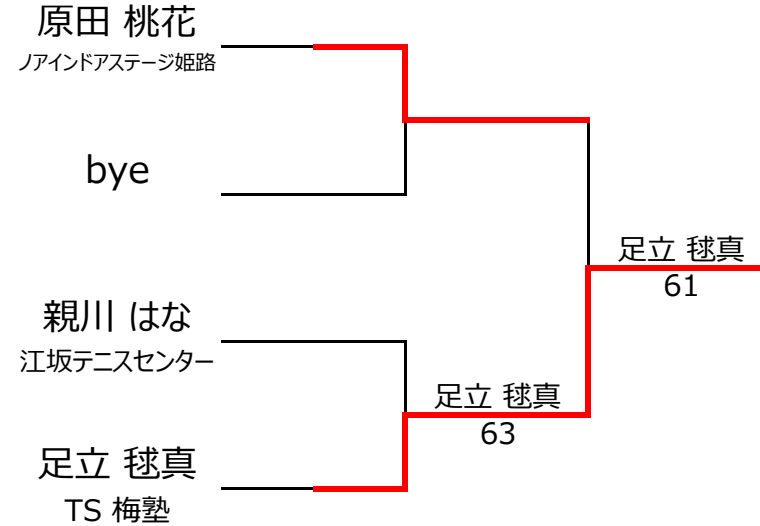 原田 桃花
ノアインドアステージ姫路
bye
足立 毬真
61
親川 はな
江坂テニスセンター
足立 毬真
63
足立 毬真
TS 梅塾